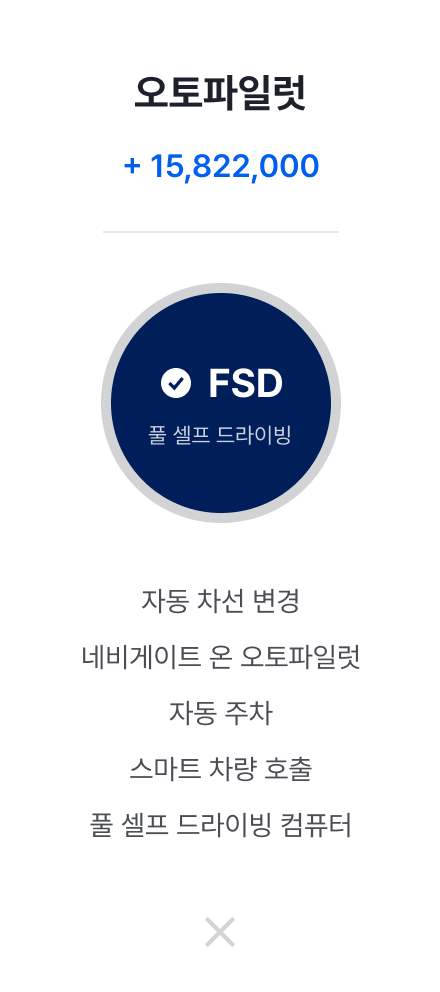 오토파일럿
+ 15,822,000
FSD
풀 셀프 드라이빙
자동 차선 변경
네비게이트 온 오토파일럿
자동 주차
스마트 차량 호출
풀 셀프 드라이빙 컴퓨터